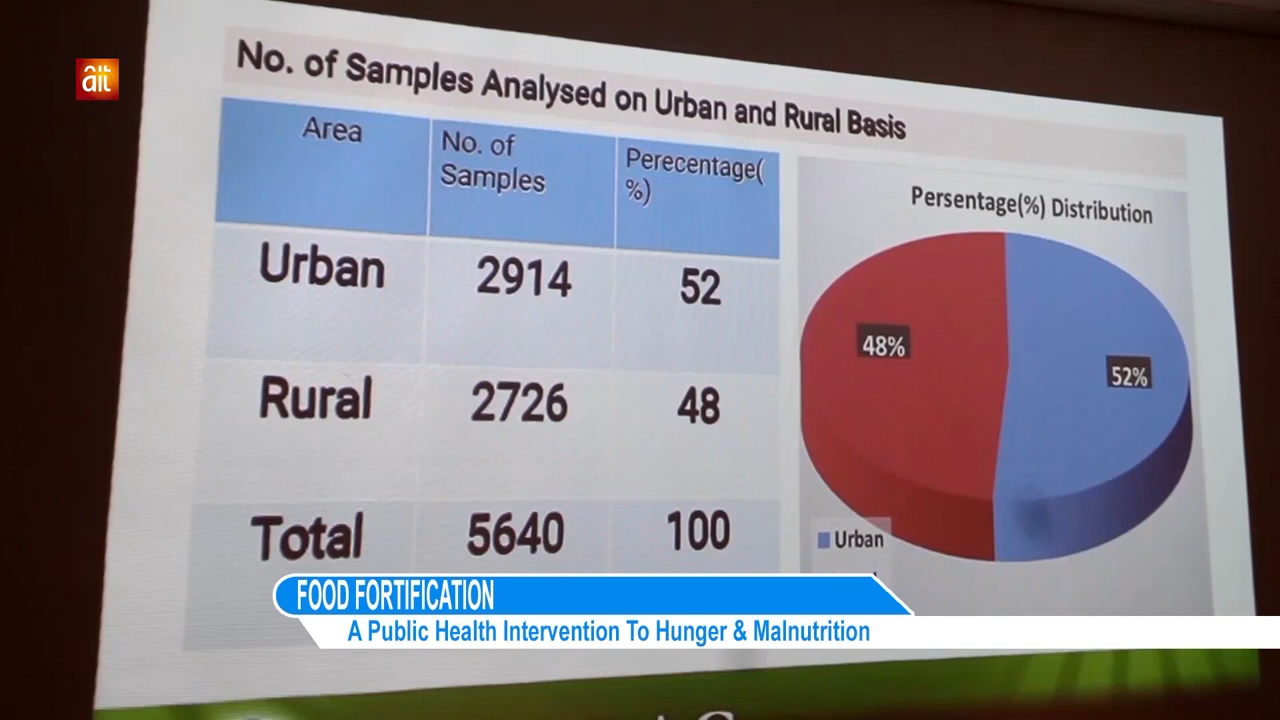 ait
No. of Samples Analysed on Urban and Rural Basis
Area
No. of
Samples
Perecentage(
%)
Urban
2914
52
Rural
2726
48
Total
5640
100
Persentage(%) Distribution
48%
52%
Urban
FOOD FORTIFICATION
A Public Health Intervention To Hunger & Malnutrition